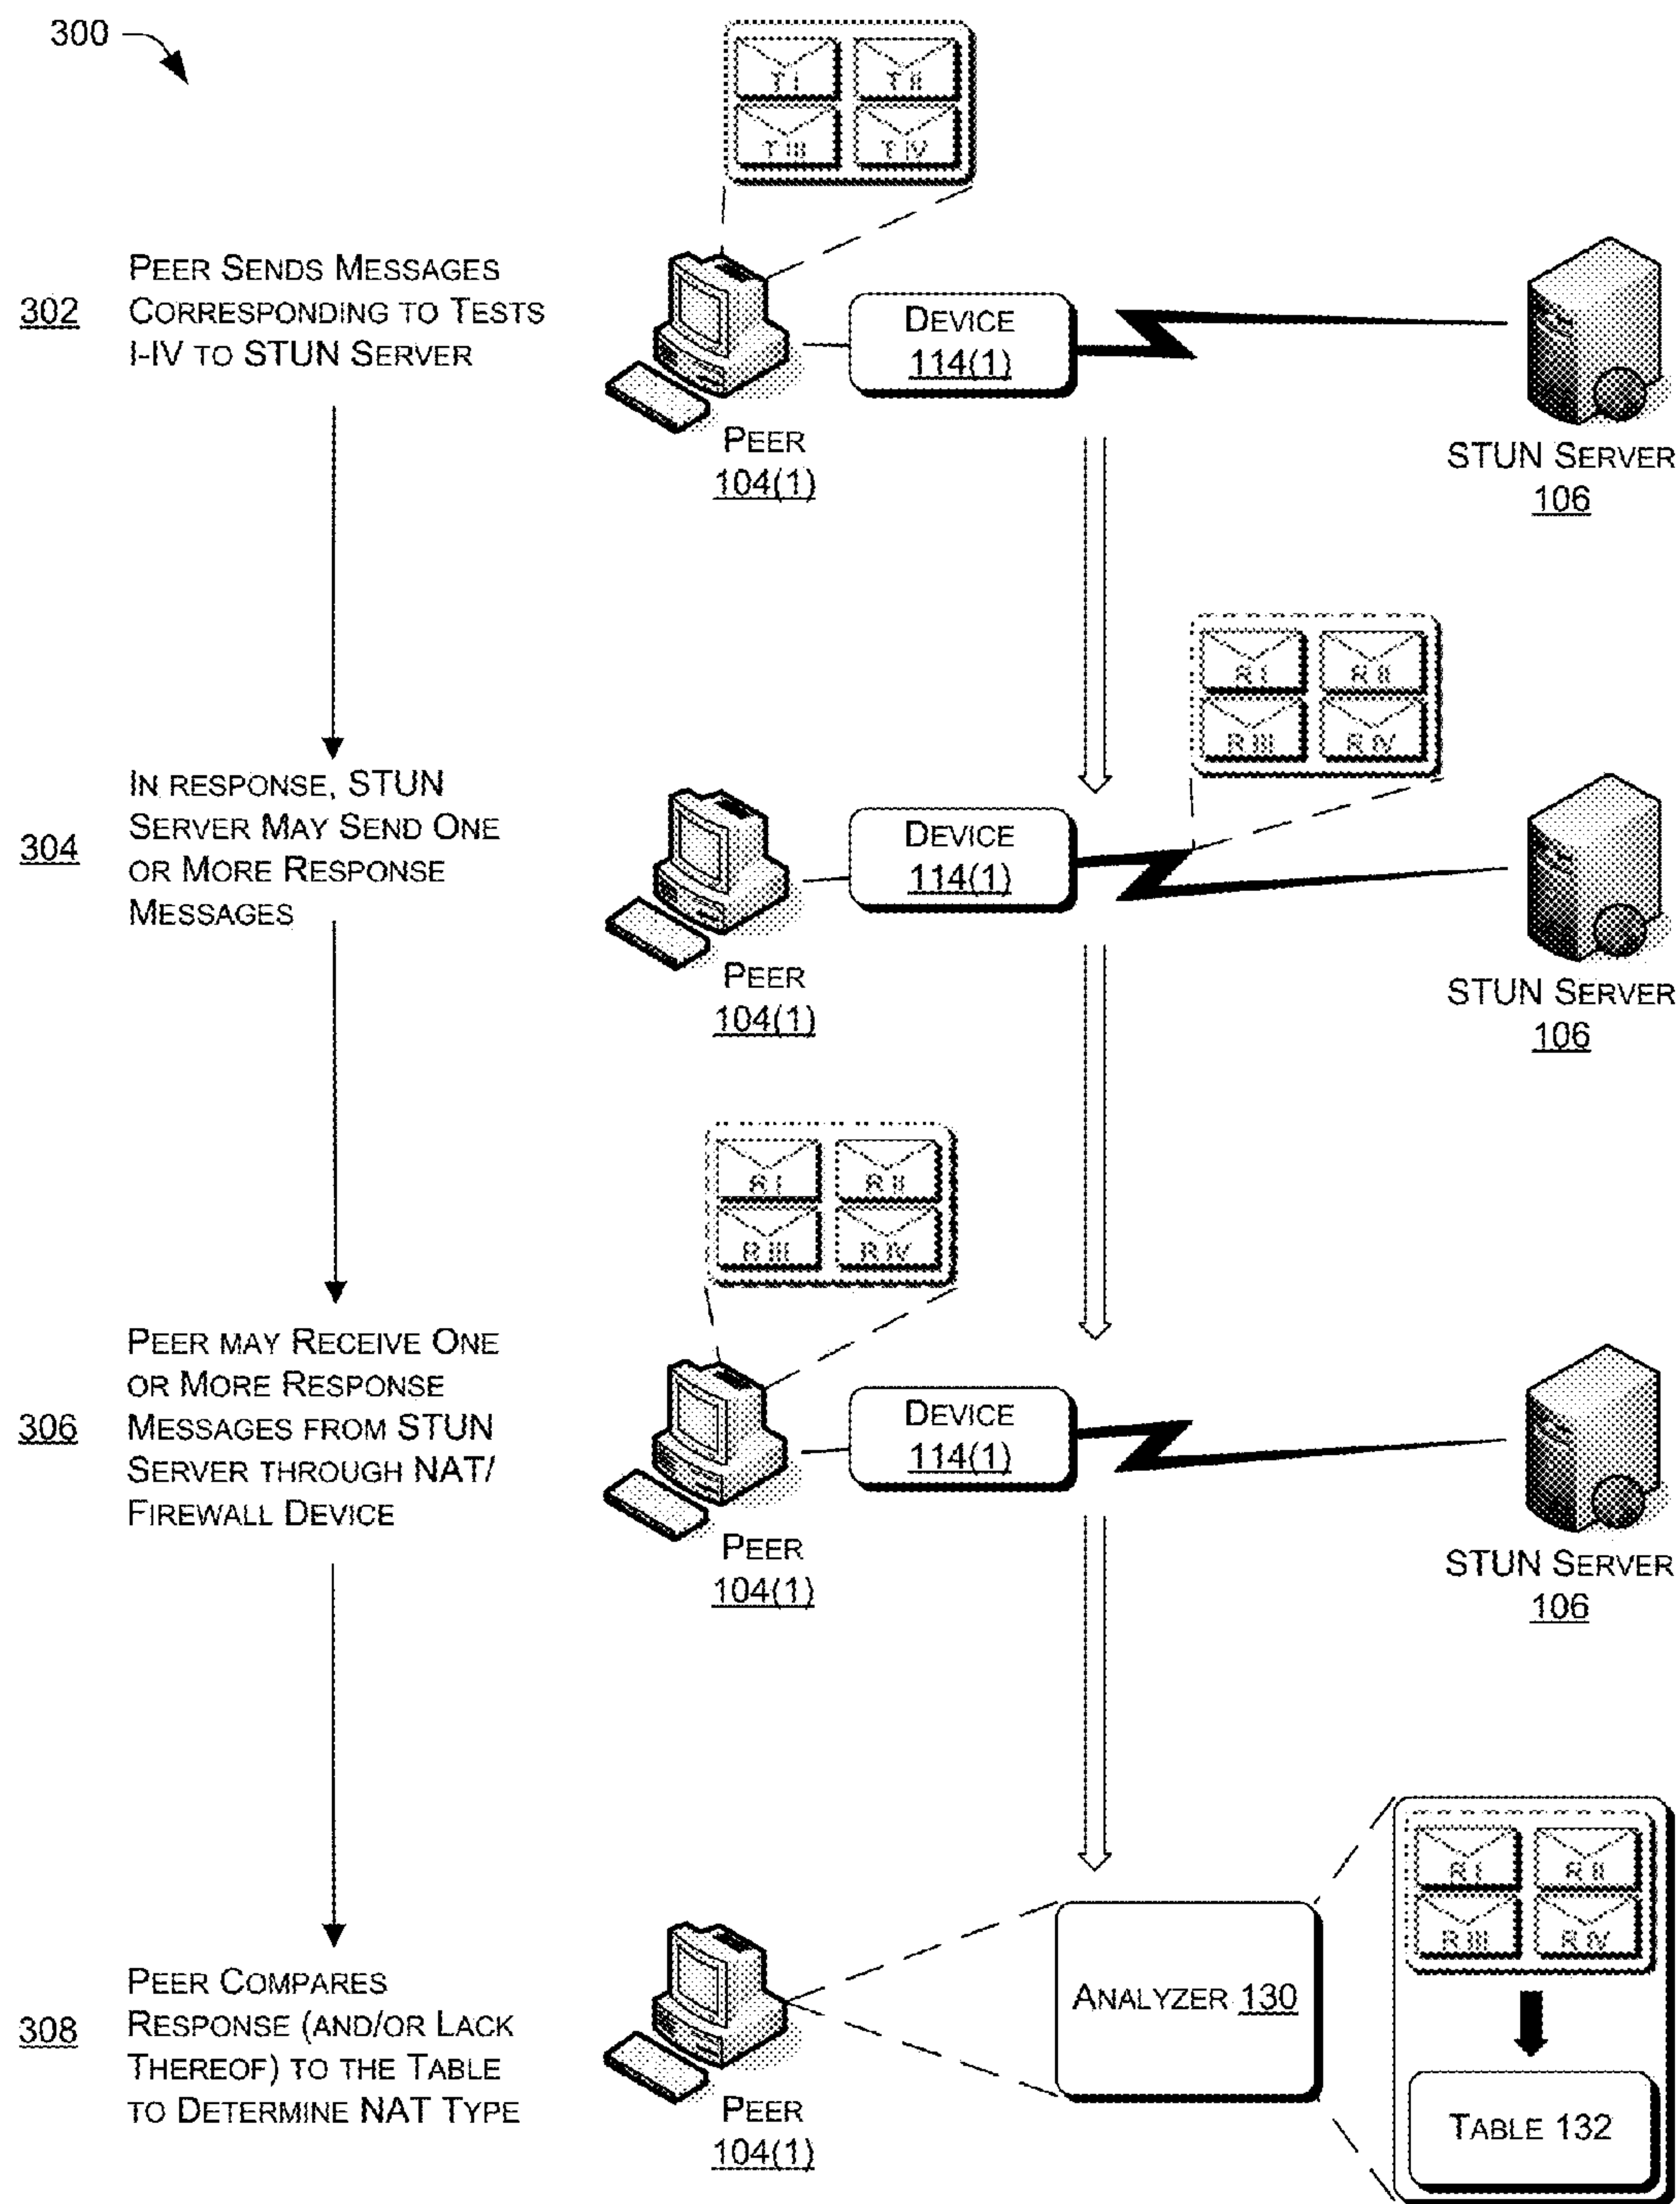 300
T I
T II
T III
T IV
302
PEER SENDS MESSAGES
CORRESPONDING TO TESTS
I-IV TO STUN SERVER
DEVICE
114(1)
PEER
104(1)
STUN SERVER
106
R I
R II
R III
R IV
304
IN RESPONSE, STUN
SERVER MAY SEND ONE
OR MORE RESPONSE
MESSAGES
DEVICE
114(1)
PEER
104(1)
STUN SERVER
106
R I
R II
R III
R IV
306
PEER MAY RECEIVE ONE
OR MORE RESPONSE
MESSAGES FROM STUN
SERVER THROUGH NAT/
FIREWALL DEVICE
DEVICE
114(1)
PEER
104(1)
STUN SERVER
106
308
PEER COMPARES
RESPONSE (AND/OR LACK
THEREOF) TO THE TABLE
TO DETERMINE NAT TYPE
PEER
104(1)
ANALYZER 130
R I
R II
R III
R IV
TABLE 132